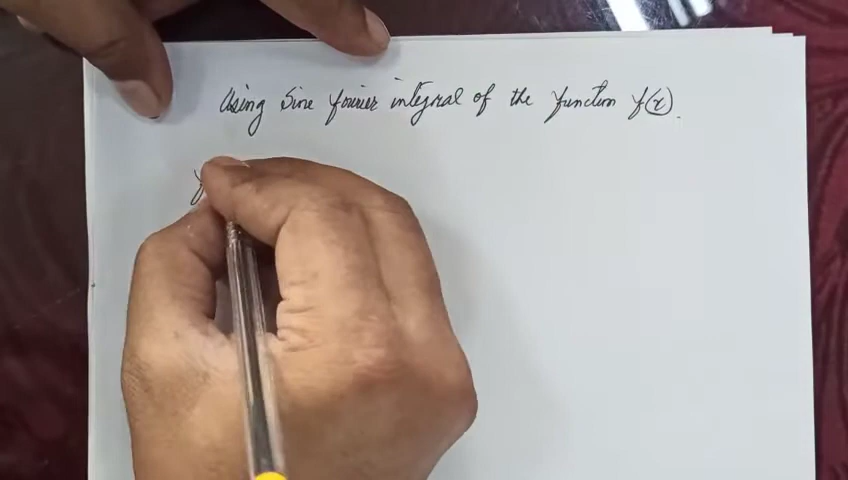 Using Sine fourier integral of the function f(x).